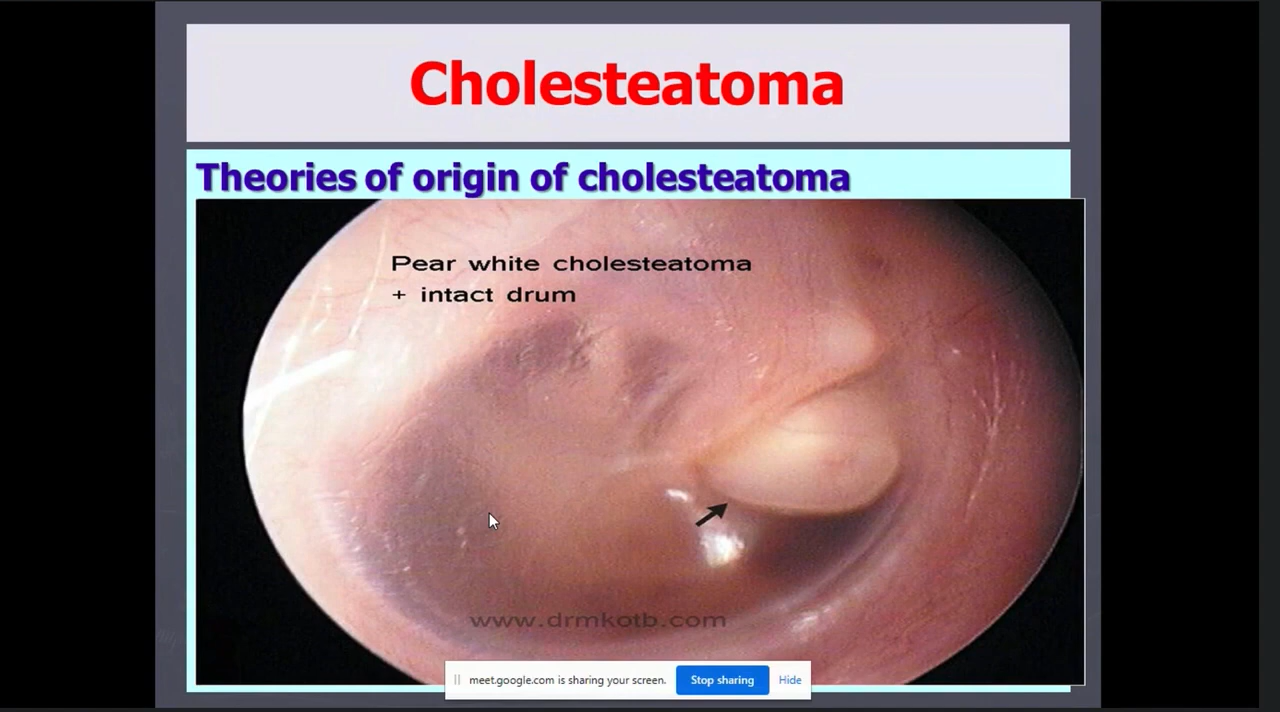 Cholesteatoma
Theories of origin of cholesteatoma
Pear white cholesteatoma
+ intact drum
www.drmkotb.com
meet.google.com is sharing your screen.
Stop sharing
Hide